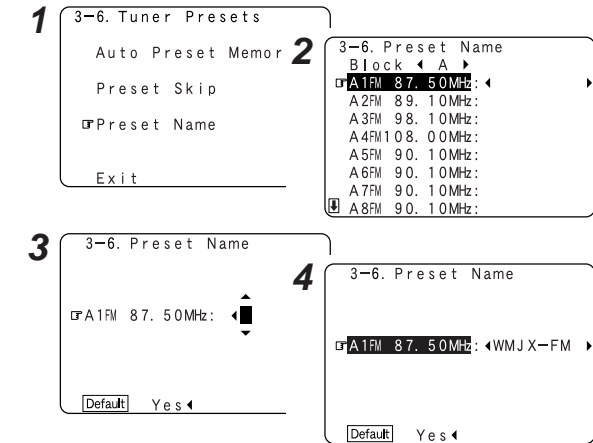 1
3-6. Tuner Presets
Auto Preset Memor
Preset Skip
☞Preset Name
Exit
2
3-6. Preset Name
Block ◀ A ▶
☞A1FM 87.50MHz: ◀ ▶
A2FM 89.10MHz:
A3FM 98.10MHz:
A4FM108.00MHz:
A5FM 90.10MHz:
A6FM 90.10MHz:
A7FM 90.10MHz:
A8FM 90.10MHz:
3
3-6. Preset Name
☞A1FM 87.50MHz: ◀
Default Yes◀
4
3-6. Preset Name
☞A1FM 87.50MHz: ◀WMJX-FM ▶
Default Yes◀